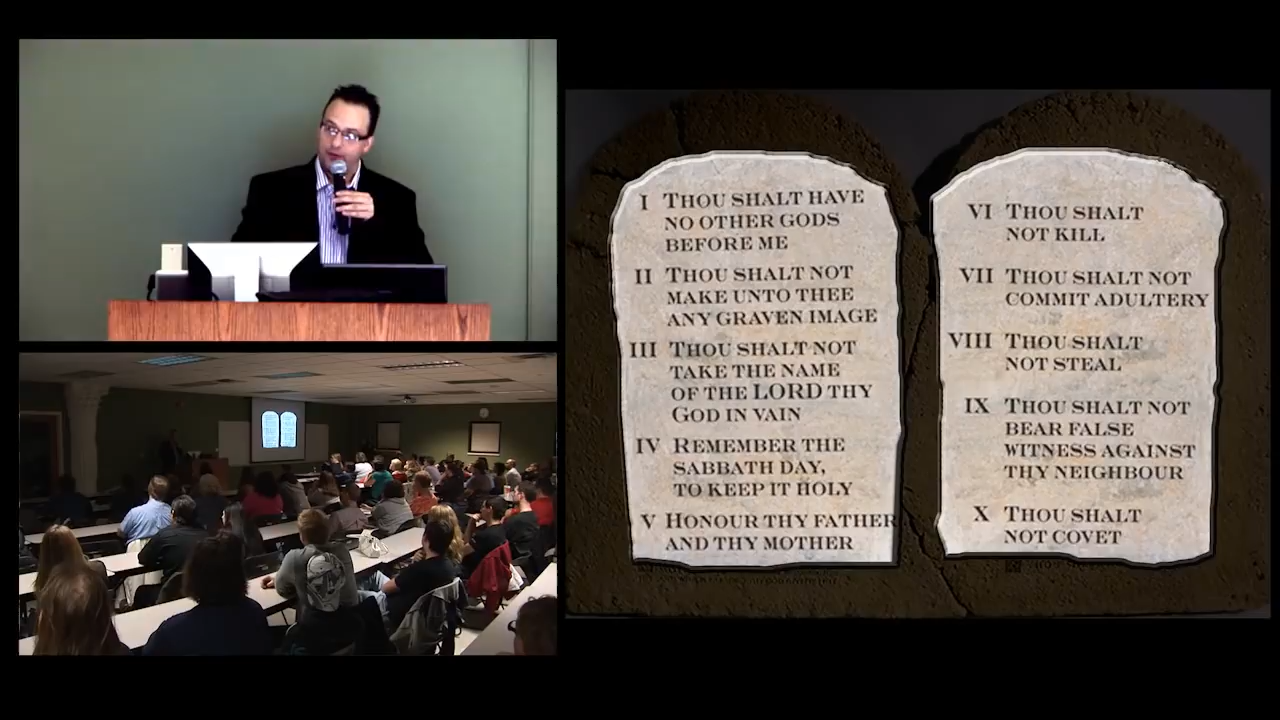 I THOU SHALT HAVE
NO OTHER GODS
BEFORE ME
II THOU SHALT NOT
MAKE UNTO THEE
ANY GRAVEN IMAGE
III THOU SHALT NOT
TAKE THE NAME
OF THE LORD THY
GOD IN VAIN
IV REMEMBER THE
SABBATH DAY,
TO KEEP IT HOLY
V HONOUR THY FATHER
AND THY MOTHER
VI THOU SHALT
NOT KILL
VII THOU SHALT NOT
COMMIT ADULTERY
VIII THOU SHALT
NOT STEAL
IX THOU SHALT NOT
BEAR FALSE
WITNESS AGAINST
THY NEIGHBOUR
X THOU SHALT
NOT COVET